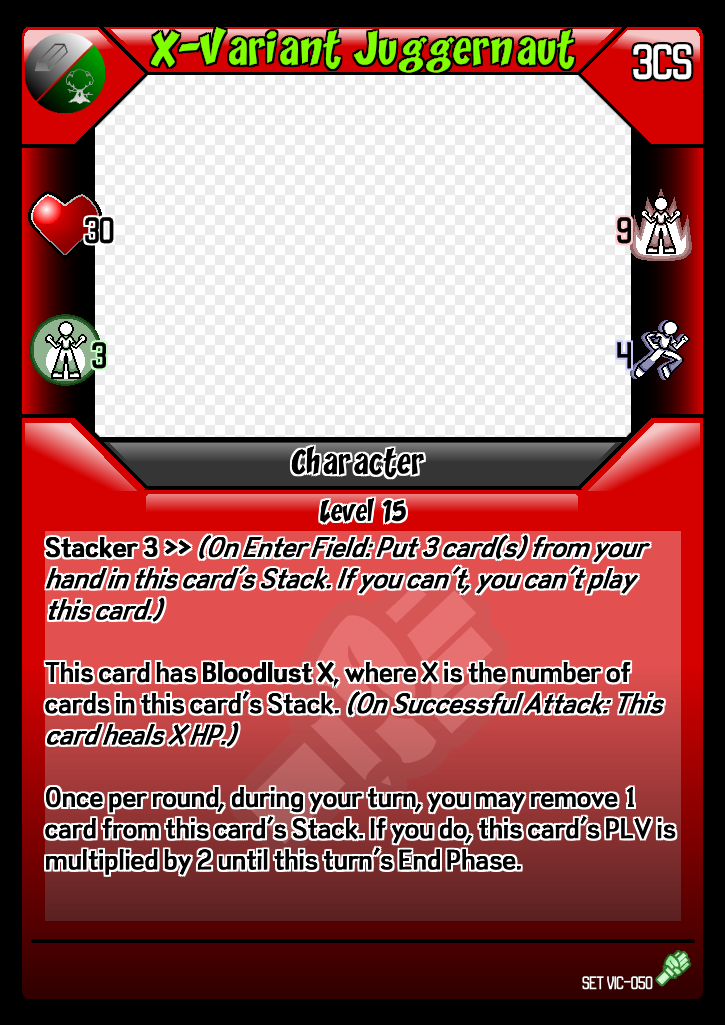 X-Variant Juggernaut
3CS
30
9
3
4
Character
Level 15
Stacker 3 >> (On Enter Field: Put 3 card(s) from your
hand in this card's Stack. If you can't, you can't play
this card.)
This card has Bloodlust X, where X is the number of
cards in this card's Stack. (On Successful Attack: This
card heals X HP.)
Once per round, during your turn, you may remove 1
card from this card's Stack. If you do, this card's PLV is
multiplied by 2 until this turn's End Phase.
SET VIC-050